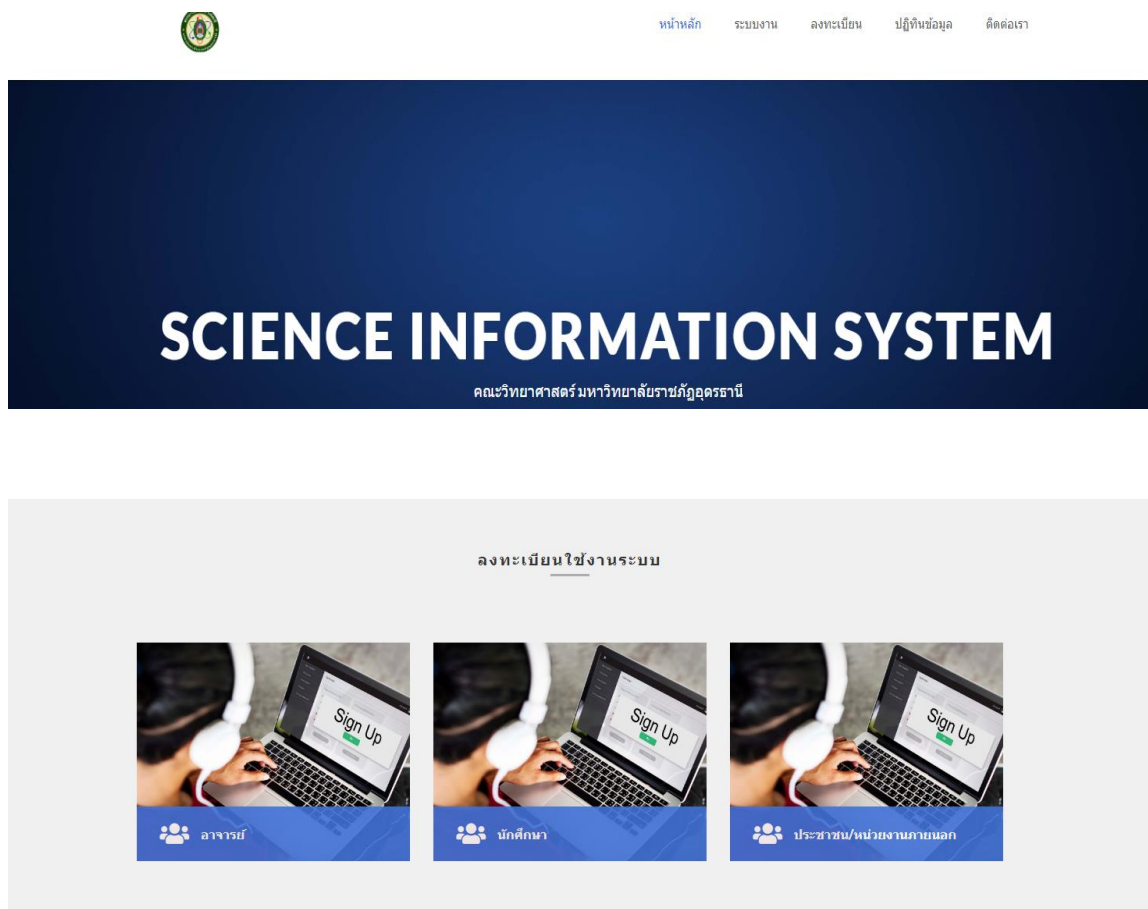 หน้าหลัก ระบบงาน ลงทะเบียน ปฏิทินข้อมูล ติดต่อเรา
SCIENCE INFORMATION SYSTEM
คณะวิทยาศาสตร์ มหาวิทยาลัยราชภัฏอุดรธานี
ลงทะเบียนใช้งานระบบ
Sign Up Sign Up Sign Up
อาจารย์ นักศึกษา ประชาชน/หน่วยงานภายนอก